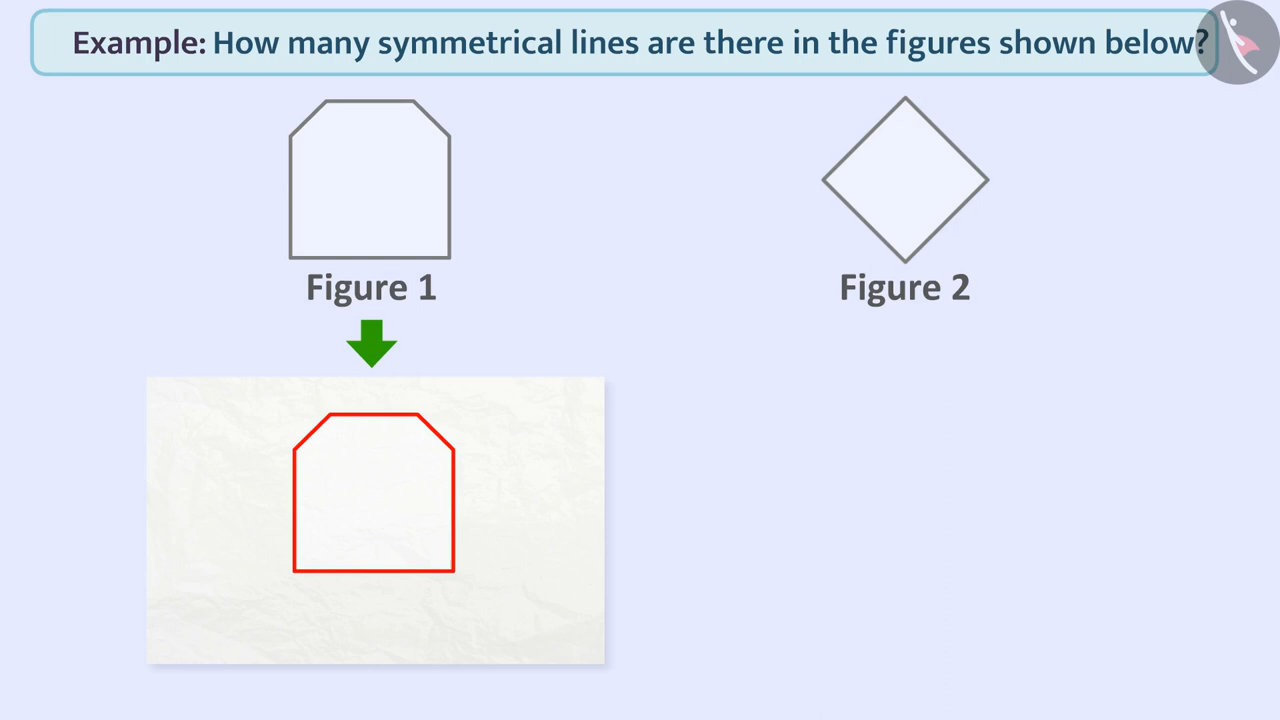 Example: How many symmetrical lines are there in the figures shown below?
Figure 1
Figure 2